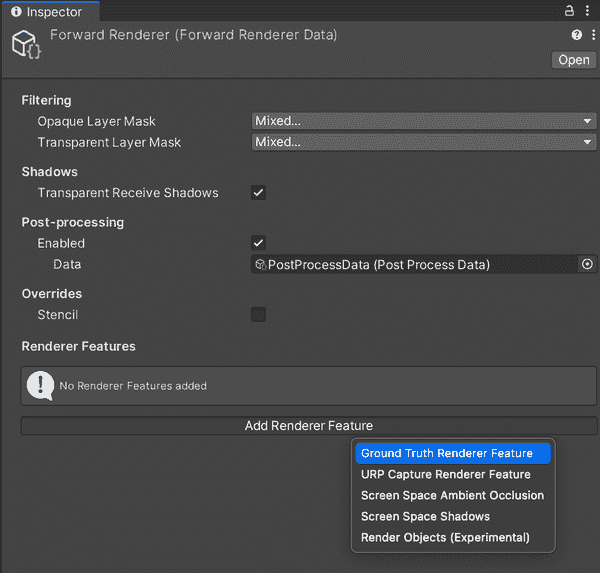 Inspector
Forward Renderer (Forward Renderer Data)
Open
Filtering
Opaque Layer Mask Mixed...
Transparent Layer Mask Mixed...
Shadows
Transparent Receive Shadows
Post-processing
Enabled
Data PostProcessData (Post Process Data)
Overrides
Stencil
Renderer Features
No Renderer Features added
Add Renderer Feature
Ground Truth Renderer Feature
URP Capture Renderer Feature
Screen Space Ambient Occlusion
Screen Space Shadows
Render Objects (Experimental)